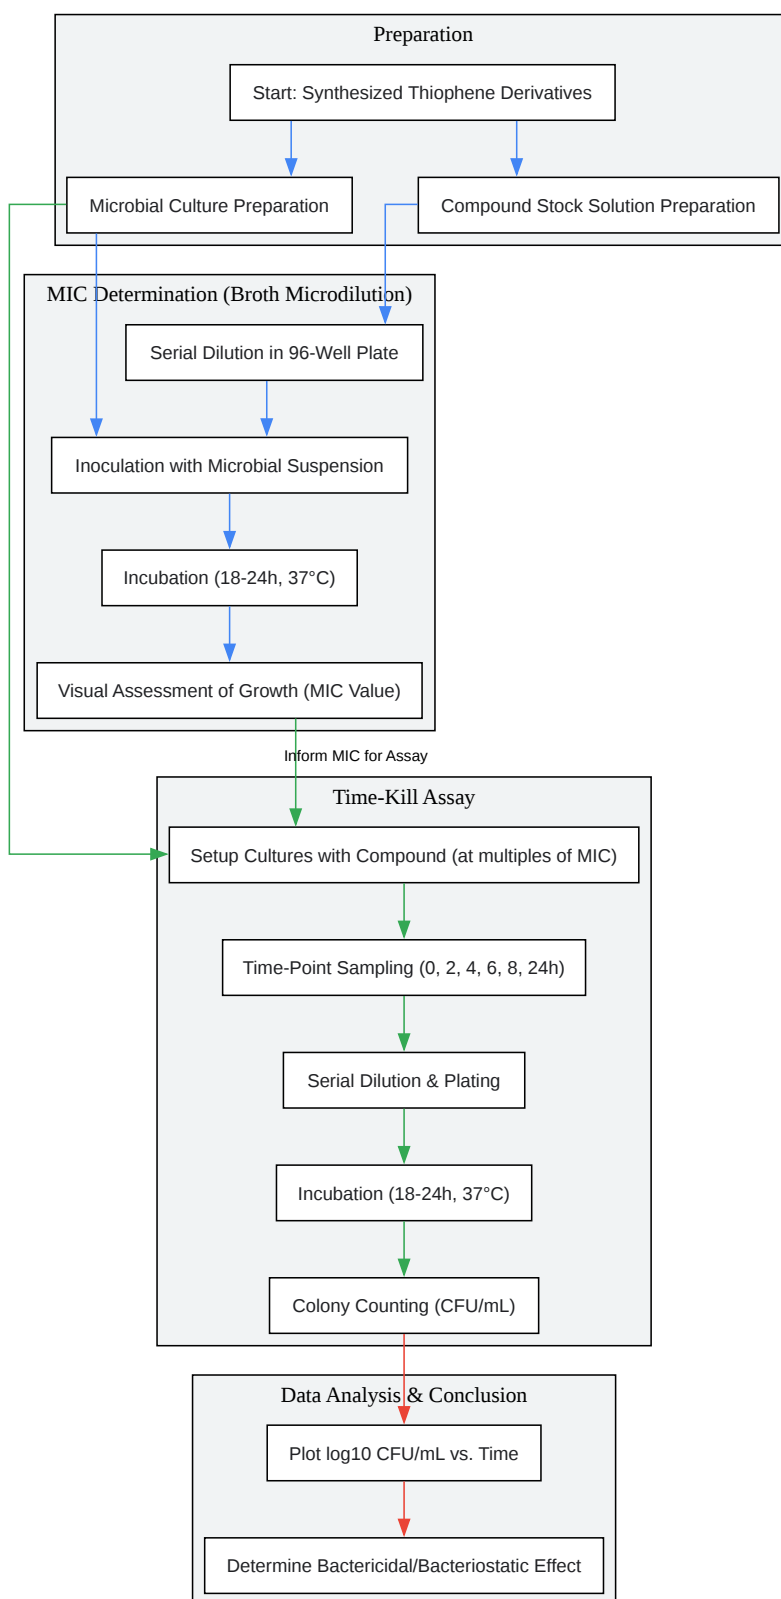 Preparation
Start: Synthesized Thiophene Derivatives
Microbial Culture Preparation
Compound Stock Solution Preparation
MIC Determination (Broth Microdilution)
Serial Dilution in 96-Well Plate
Inoculation with Microbial Suspension
Incubation (18-24h, 37°C)
Visual Assessment of Growth (MIC Value)
Inform MIC for Assay
Time-Kill Assay
Setup Cultures with Compound (at multiples of MIC)
Time-Point Sampling (0, 2, 4, 6, 8, 24h)
Serial Dilution & Plating
Incubation (18-24h, 37°C)
Colony Counting (CFU/mL)
Data Analysis & Conclusion
Plot log10 CFU/mL vs. Time
Determine Bactericidal/Bacteriostatic Effect